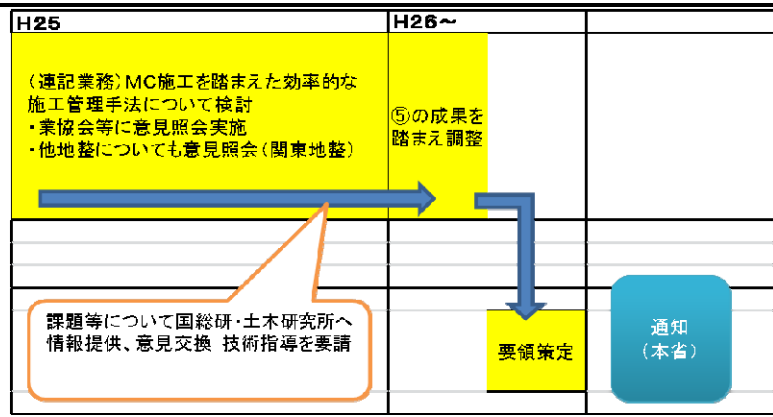 H25
H26~
(連記業務)MC施工を踏まえた効率的な
施工管理手法について検討
・業協会等に意見照会実施
・他地整についても意見照会(関東地整)
⑤の成果を
踏まえ調整
課題等について国総研・土木研究所へ
情報提供、意見交換 技術指導を要請
要領策定
通知
(本省)